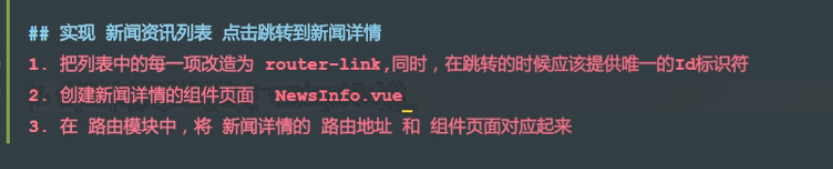 ## 实现 新闻资讯列表 点击跳转到新闻详情
1. 把列表中的每一项改造为 router-link,同时，在跳转的时候应该提供唯一的Id标识符
2. 创建新闻详情的组件页面 NewsInfo.vue
3. 在 路由模块中，将 新闻详情的 路由地址 和 组件页面对应起来